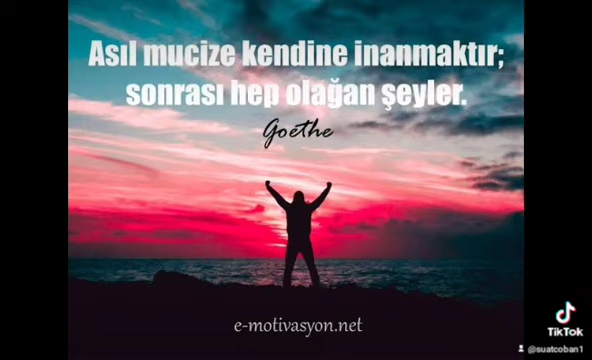 Asıl mucize kendine inanmaktır;
sonrası hep olağan şeyler.
Goethe
e-motivasyon.net
TikTok
@suatcoban1